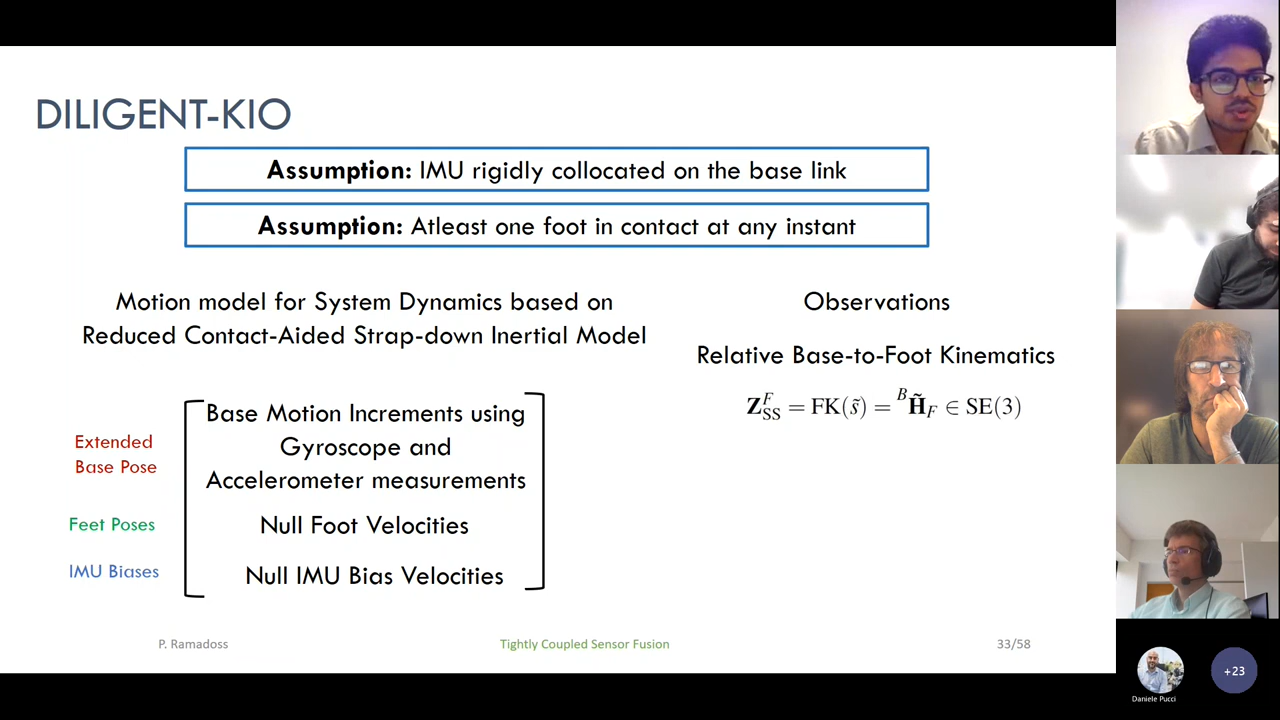 DILIGENT-KIO
Assumption: IMU rigidly collocated on the base link
Assumption: Atleast one foot in contact at any instant
Motion model for System Dynamics based on
Reduced Contact-Aided Strap-down Inertial Model
Extended
Base Pose
Feet Poses
IMU Biases
Base Motion Increments using
Gyroscope and
Accelerometer measurements
Null Foot Velocities
Null IMU Bias Velocities
Observations
Relative Base-to-Foot Kinematics
Z^F_SS = FK(s̃) = ^B H̃_F ∈ SE(3)
P. Ramadoss
Tightly Coupled Sensor Fusion
33/58
Daniele Pucci
+23